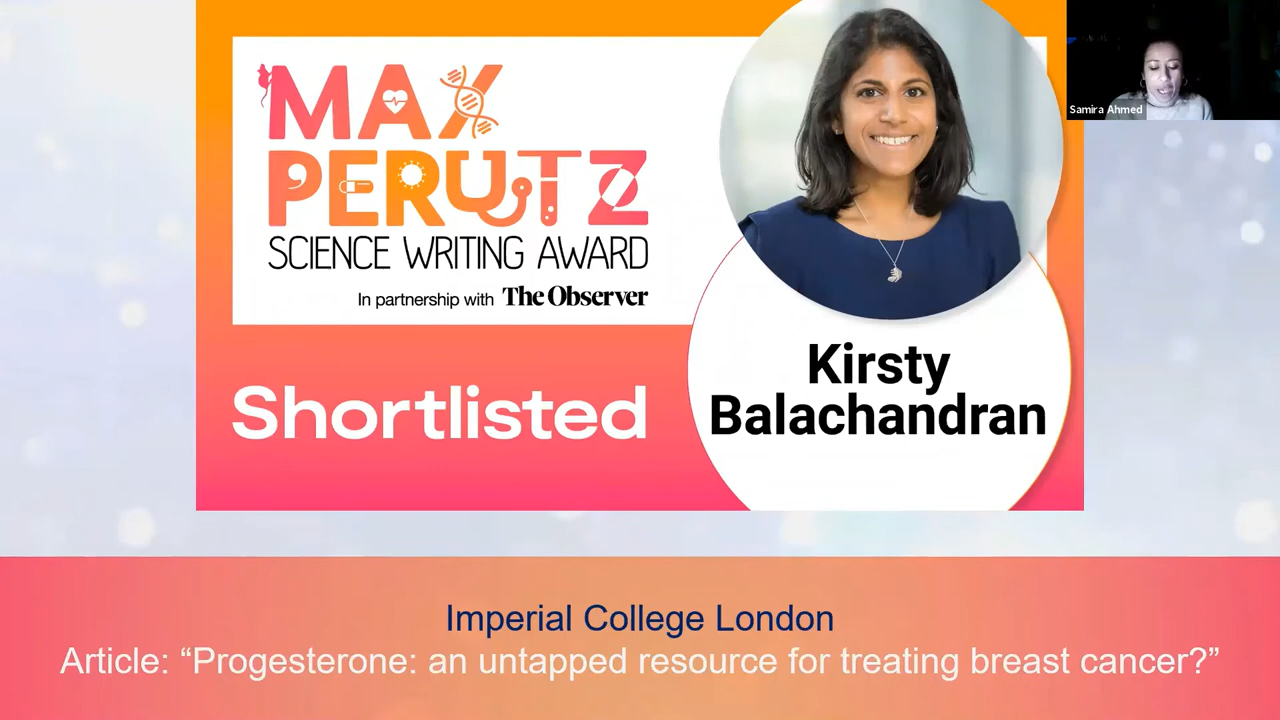 MAX
PERUTZ
SCIENCE WRITING AWARD
In partnership with The Observer
Shortlisted
Kirsty
Balachandran
Samira Ahmed
Imperial College London
Article: “Progesterone: an untapped resource for treating breast cancer?”